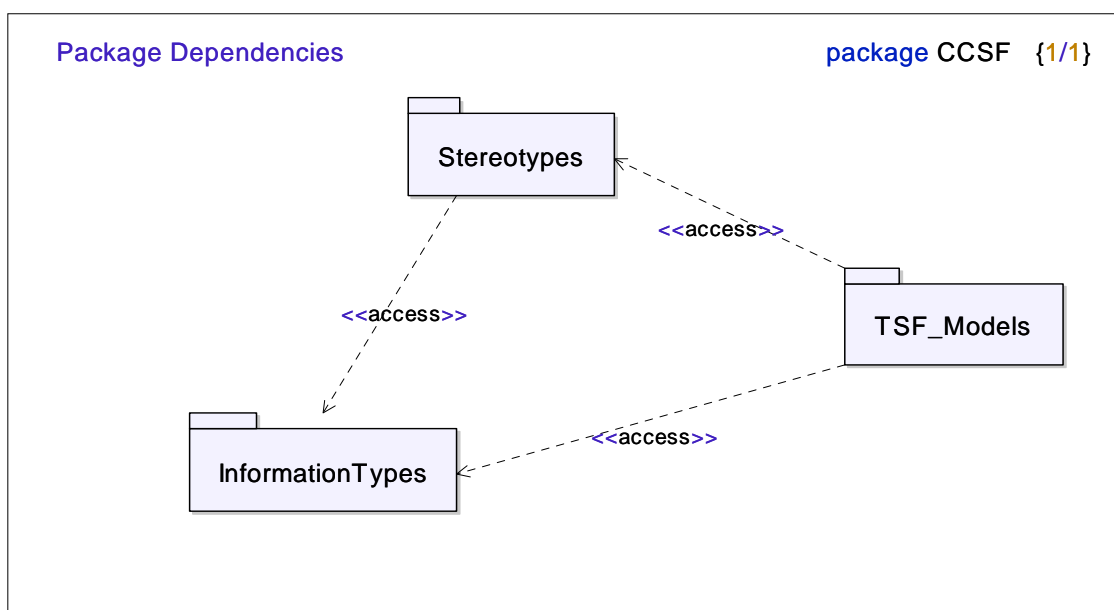 Package Dependencies
package CCSF {1/1}
Stereotypes
<<access>>
TSF_Models
<<access>>
<<access>>
InformationTypes